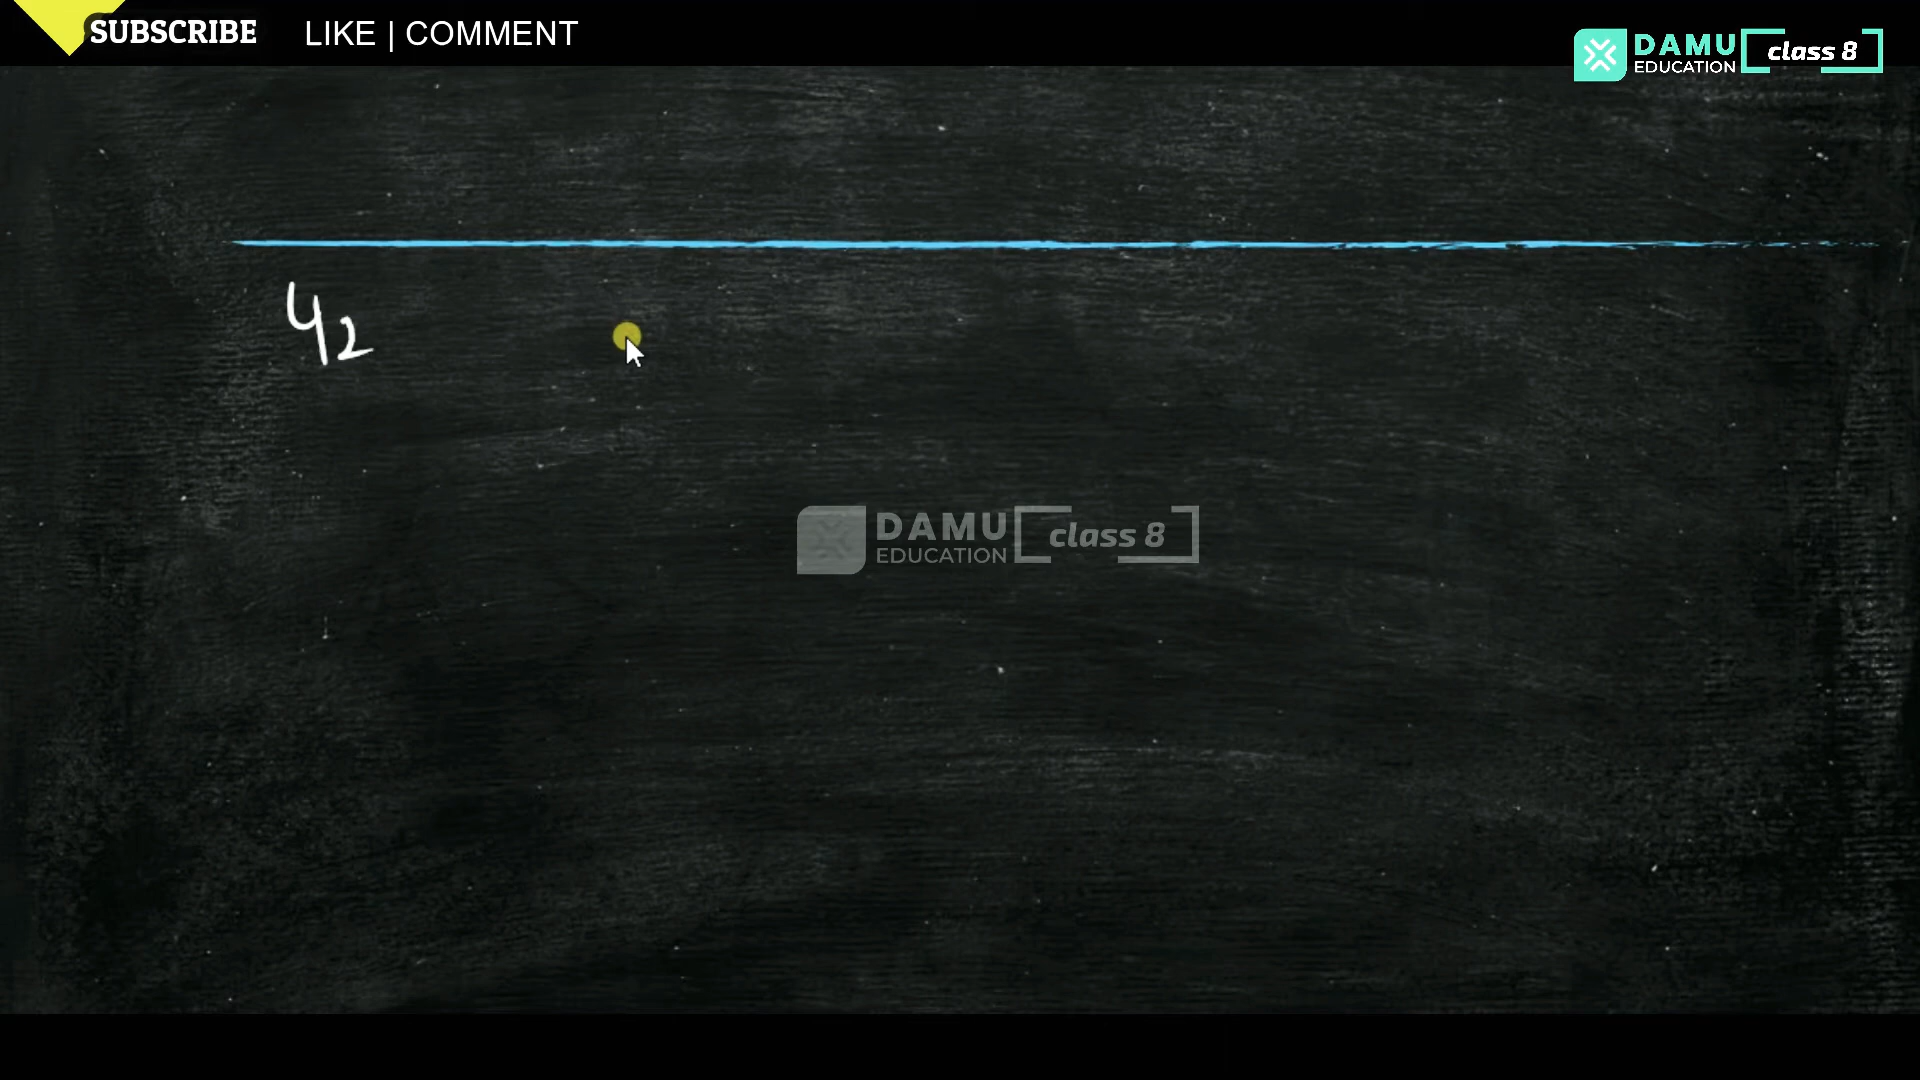 SUBSCRIBE LIKE | COMMENT
DAMU EDUCATION class 8
42
DAMU EDUCATION class 8